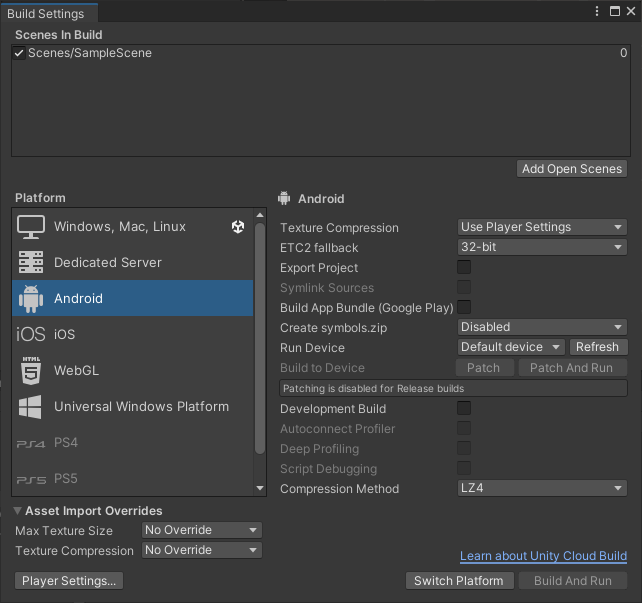 Build Settings
Scenes In Build
Scenes/SampleScene 0
Add Open Scenes
Platform
Windows, Mac, Linux
Dedicated Server
Android
iOS iOS
HTML 5 WebGL
Universal Windows Platform
PS4 PS4
PS5 PS5
Android
Texture Compression Use Player Settings
ETC2 fallback 32-bit
Export Project
Symlink Sources
Build App Bundle (Google Play)
Create symbols.zip Disabled
Run Device Default device Refresh
Build to Device Patch Patch And Run
Patching is disabled for Release builds
Development Build
Autoconnect Profiler
Deep Profiling
Script Debugging
Compression Method LZ4
Asset Import Overrides
Max Texture Size No Override
Texture Compression No Override
Learn about Unity Cloud Build
Player Settings... Switch Platform Build And Run